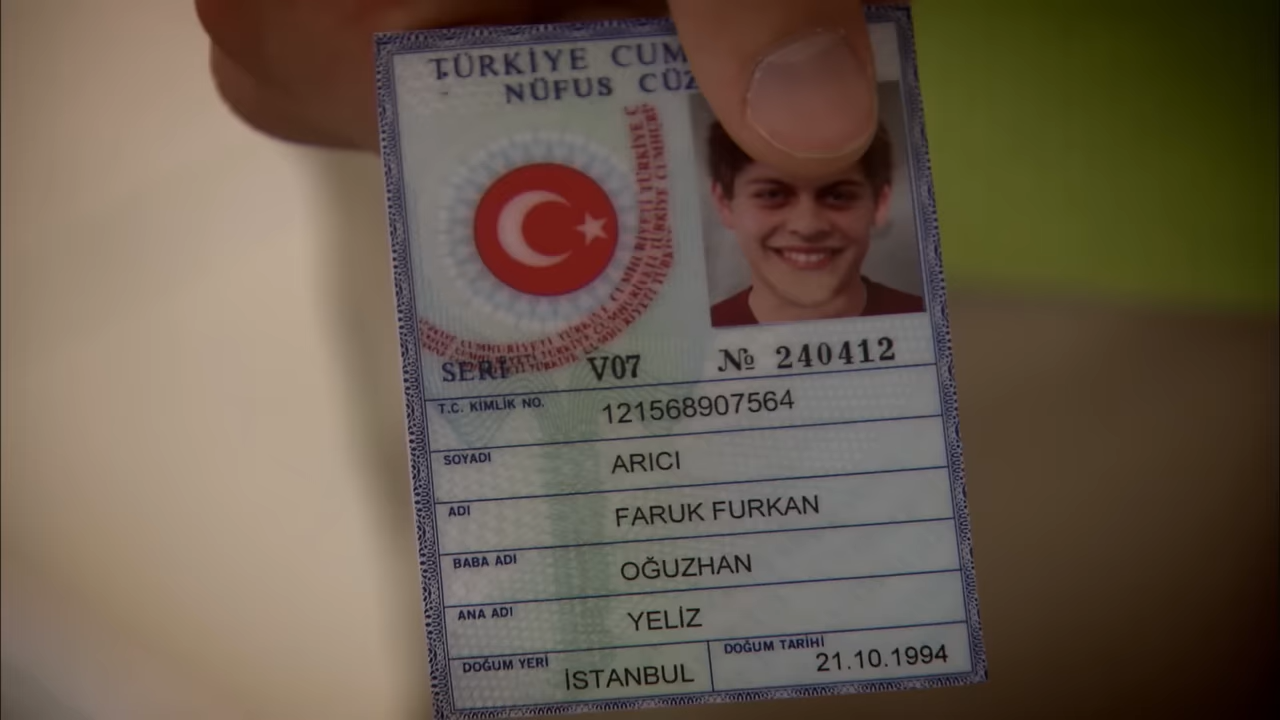 TÜRKİYE CUM
NÜFUS CÜZ
SERİ V07 № 240412
T.C. KİMLİK NO. 121568907564
SOYADI ARICI
ADI FARUK FURKAN
BABA ADI OĞUZHAN
ANA ADI YELİZ
DOĞUM YERİ İSTANBUL DOĞUM TARİHİ 21.10.1994